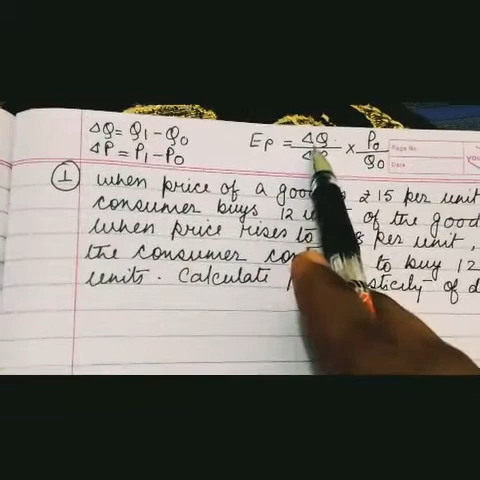 ΔQ = Q1 - Q0
ΔP = P1 - P0
EP = ΔQ/ΔP × P0/Q0
Page No.
Date
YOU
1 when price of a good ₹15 per unit
consumer buys 12 of the good
when price rises to per unit,
the consumer to buy 12
units. Calculate of